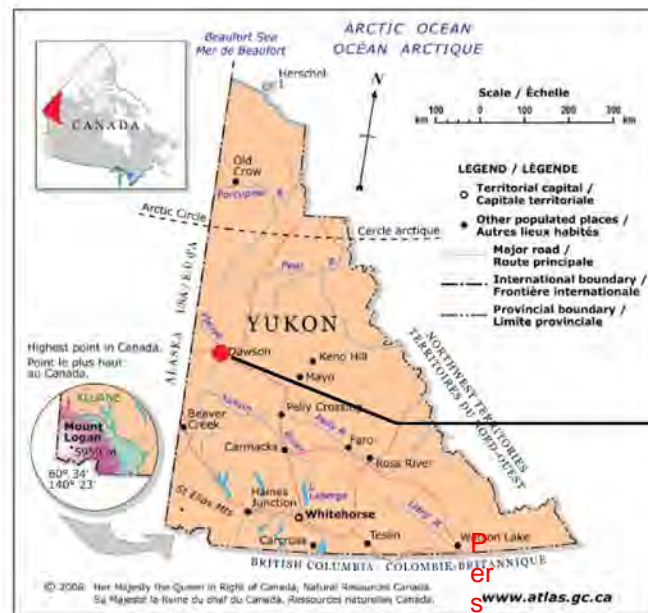 Beaufort Sea
Mer de Beaufort
ARCTIC OCEAN
OCÉAN ARCTIQUE
Herschel
I
N
CANADA
Scale / Échelle
100 0 100 200 300
km km
LEGEND / LÉGENDE
Territorial capital /
Capitale territoriale
Other populated places /
Autres lieux habités
Major road /
Route principale
International boundary /
Frontière internationale
Provincial boundary /
Limite provinciale
Old
Crow
Porcupine R.
Arctic Circle
Cercle arctique
Peel R.
ALASKA
YUKON
NORTHWEST TERRITORIES
TERRITOIRES DU NORD-OUEST
Dawson
Keno Hill
Mayo
Highest point in Canada.
Point le plus haut
au Canada.
KLUANE
Mount
Logan
5959 m
60° 34'
140° 23'
Beaver
Creek
Yukon
River
Pelly Crossing
Pelly R.
Carmacks
Faro
Ross River
St Elias Mts
Haines
Junction
L.
Laberge
Whitehorse
Liard R.
Carcross
Teslin
Watson Lake
BRITISH COLUMBIA / COLOMBIE-BRITANNIQUE
P
er
s
© 2006. Her Majesty the Queen in Right of Canada, Natural Resources Canada.
Sa Majesté la Reine du chef du Canada, Ressources naturelles Canada.
www.atlas.gc.ca